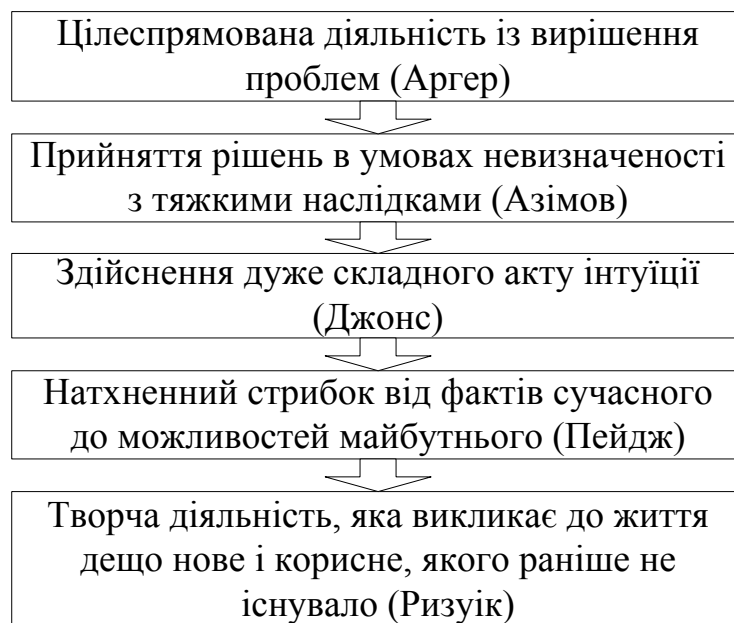 Цілеспрямована діяльність із вирішення
проблем (Аргер)
Прийняття рішень в умовах невизначеності
з тяжкими наслідками (Азімов)
Здійснення дуже складного акту інтуїції
(Джонс)
Натхненний стрибок від фактів сучасного
до можливостей майбутнього (Пейдж)
Творча діяльність, яка викликає до життя
дещо нове і корисне, якого раніше не
існувало (Ризуік)